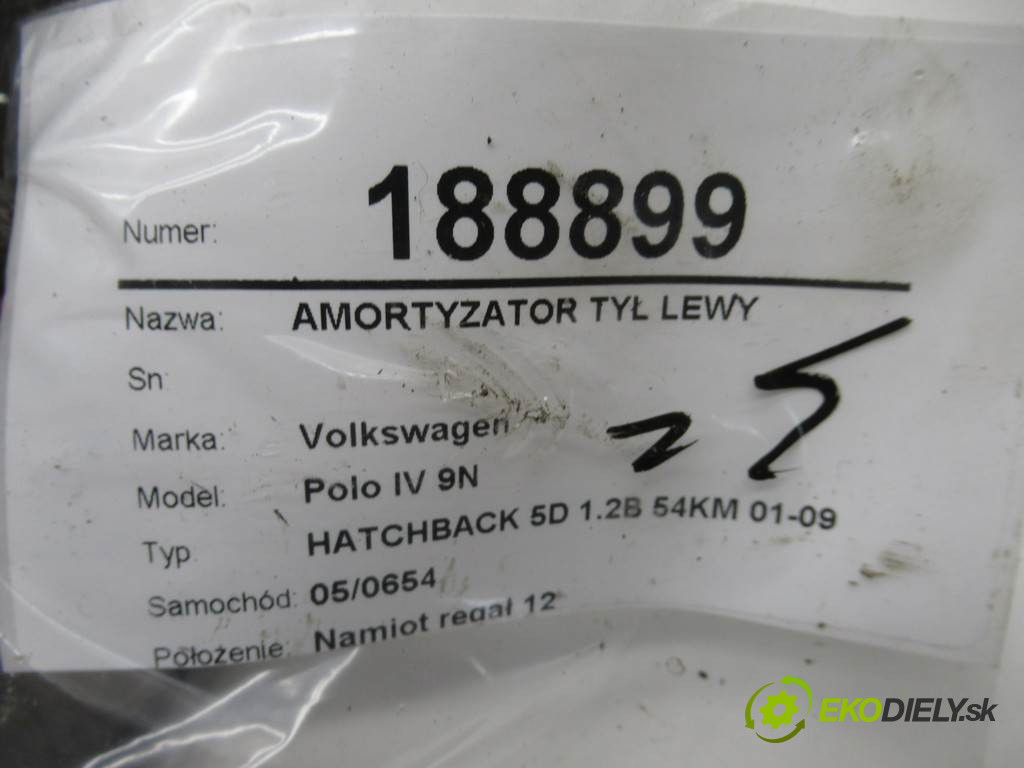 Numer: 188899
Nazwa: AMORTYZATOR TYŁ LEWY
Sn:
Marka: Volkswagen
Model: Polo IV 9N
Typ HATCHBACK 5D 1.2B 54KM 01-09
Samochód: 05/0654
Położenie: Namiot regał 12
EKODIELY.sk